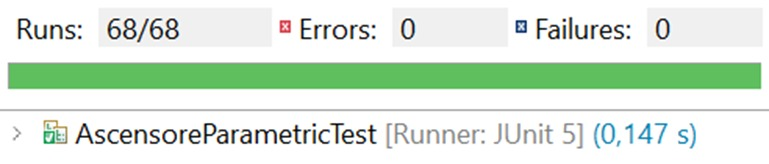 Runs: 68/68 Errors: 0 Failures: 0
AscensoreParametricTest [Runner: JUnit 5] (0,147 s)